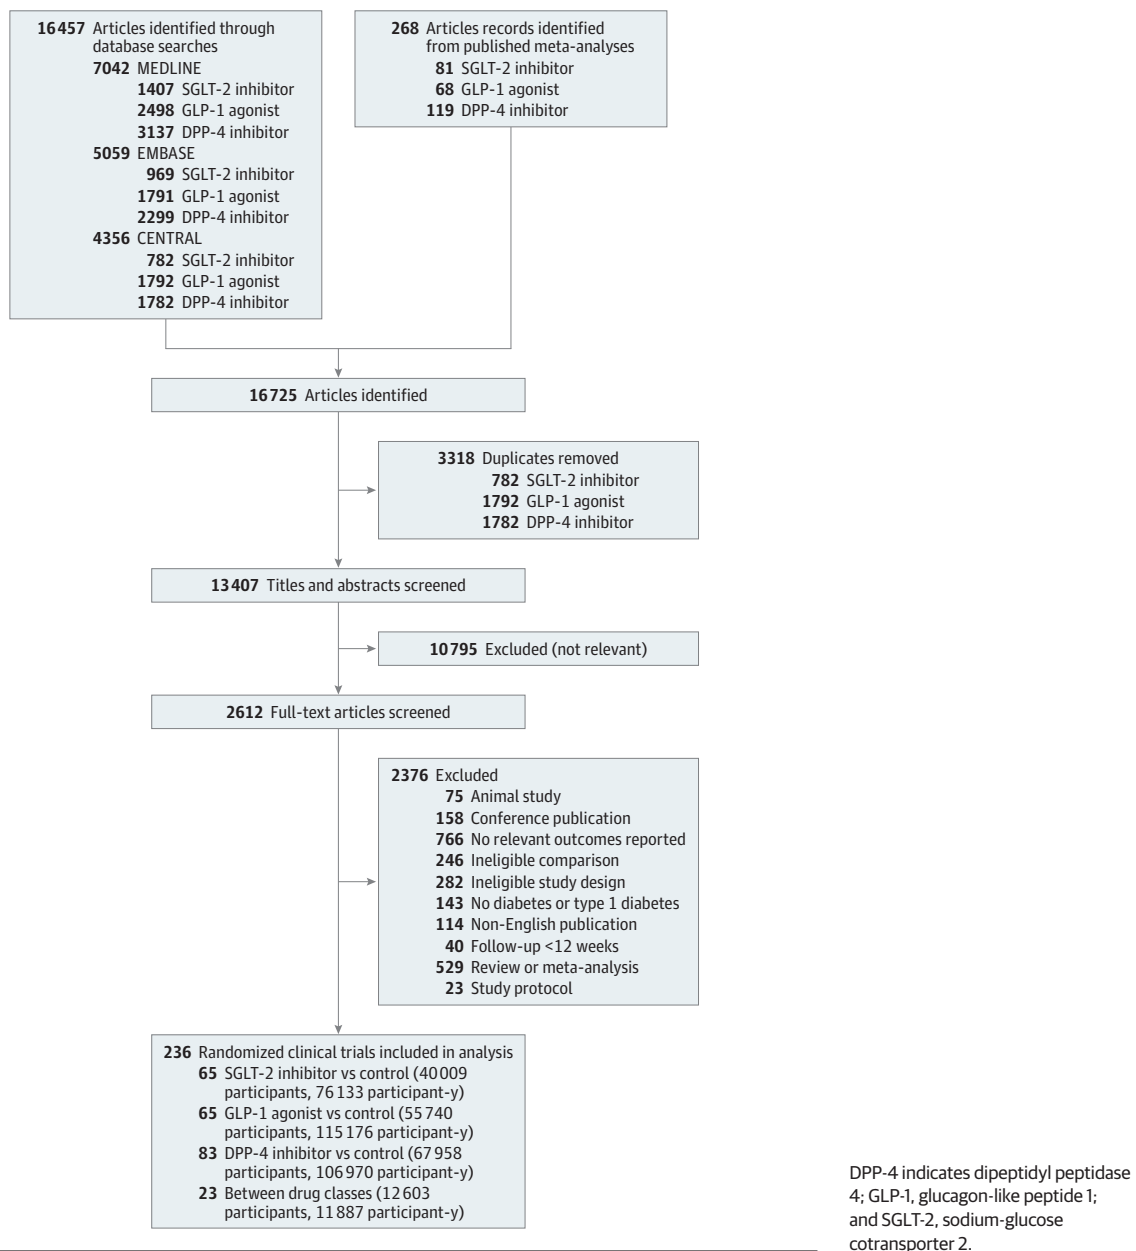 16457 Articles identified through
database searches
7042 MEDLINE
1407 SGLT-2 inhibitor
2498 GLP-1 agonist
3137 DPP-4 inhibitor
5059 EMBASE
969 SGLT-2 inhibitor
1791 GLP-1 agonist
2299 DPP-4 inhibitor
4356 CENTRAL
782 SGLT-2 inhibitor
1792 GLP-1 agonist
1782 DPP-4 inhibitor
268 Articles records identified
from published meta-analyses
81 SGLT-2 inhibitor
68 GLP-1 agonist
119 DPP-4 inhibitor
16725 Articles identified
3318 Duplicates removed
782 SGLT-2 inhibitor
1792 GLP-1 agonist
1782 DPP-4 inhibitor
13407 Titles and abstracts screened
10795 Excluded (not relevant)
2612 Full-text articles screened
2376 Excluded
75 Animal study
158 Conference publication
766 No relevant outcomes reported
246 Ineligible comparison
282 Ineligible study design
143 No diabetes or type 1 diabetes
114 Non-English publication
40 Follow-up <12 weeks
529 Review or meta-analysis
23 Study protocol
236 Randomized clinical trials included in analysis
65 SGLT-2 inhibitor vs control (40009
participants, 76133 participant-y)
65 GLP-1 agonist vs control (55740
participants, 115176 participant-y)
83 DPP-4 inhibitor vs control (67958
participants, 106970 participant-y)
23 Between drug classes (12603
participants, 11887 participant-y)
DPP-4 indicates dipeptidyl peptidase
4; GLP-1, glucagon-like peptide 1;
and SGLT-2, sodium-glucose
cotransporter 2.